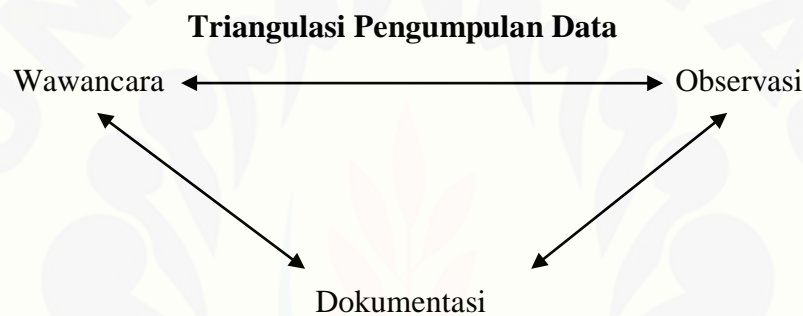 Triangulasi Pengumpulan Data
Wawancara Observasi
Dokumentasi